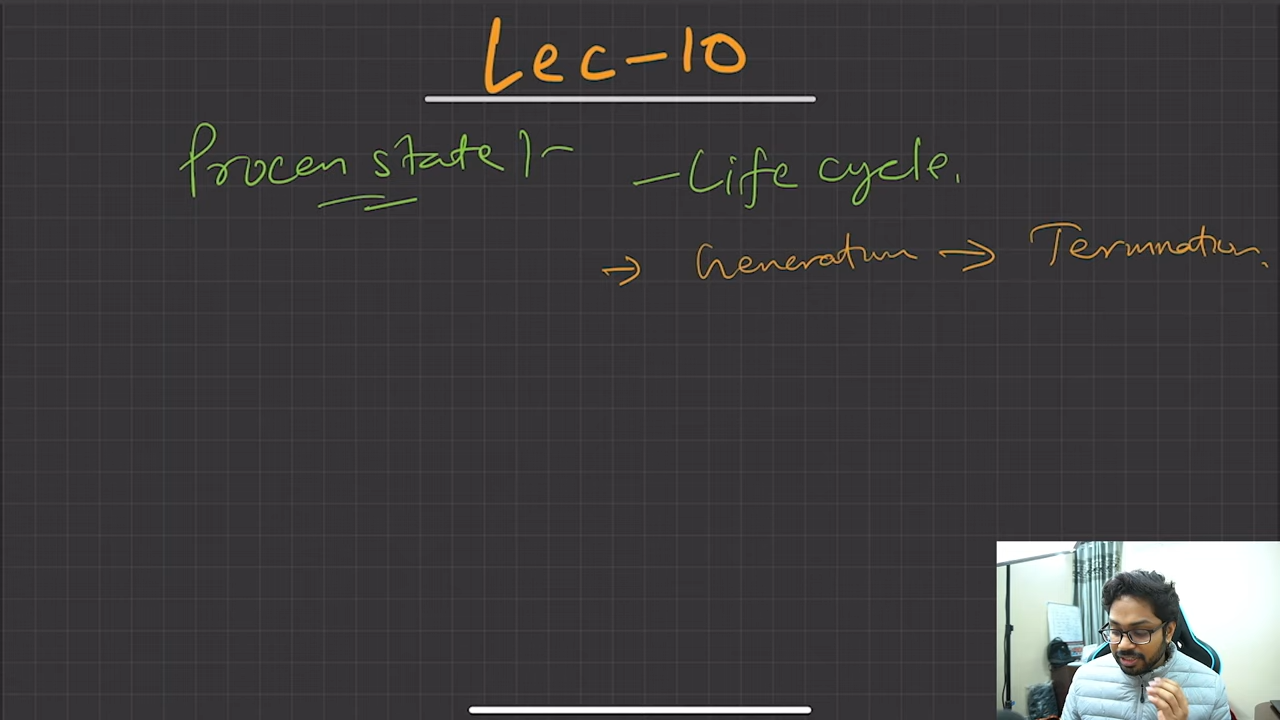 Lec-10
Process state :-
- Life cycle.
→ Generation → Termination.